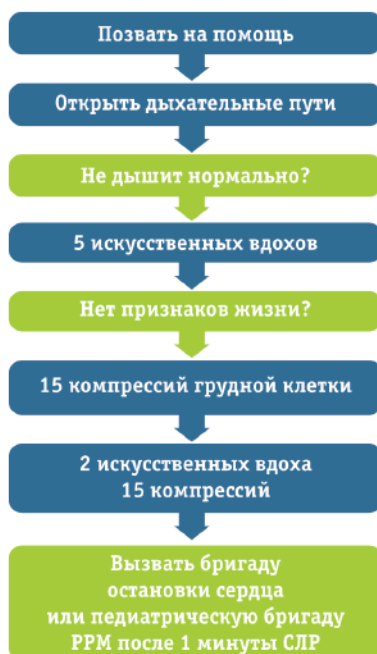 Позвать на помощь
Открыть дыхательные пути
Не дышит нормально?
5 искусственных вдохов
Нет признаков жизни?
15 компрессий грудной клетки
2 искусственных вдоха
15 компрессий
Вызвать бригаду
остановки сердца
или педиатрическую бригаду
РРМ после 1 минуты СЛР